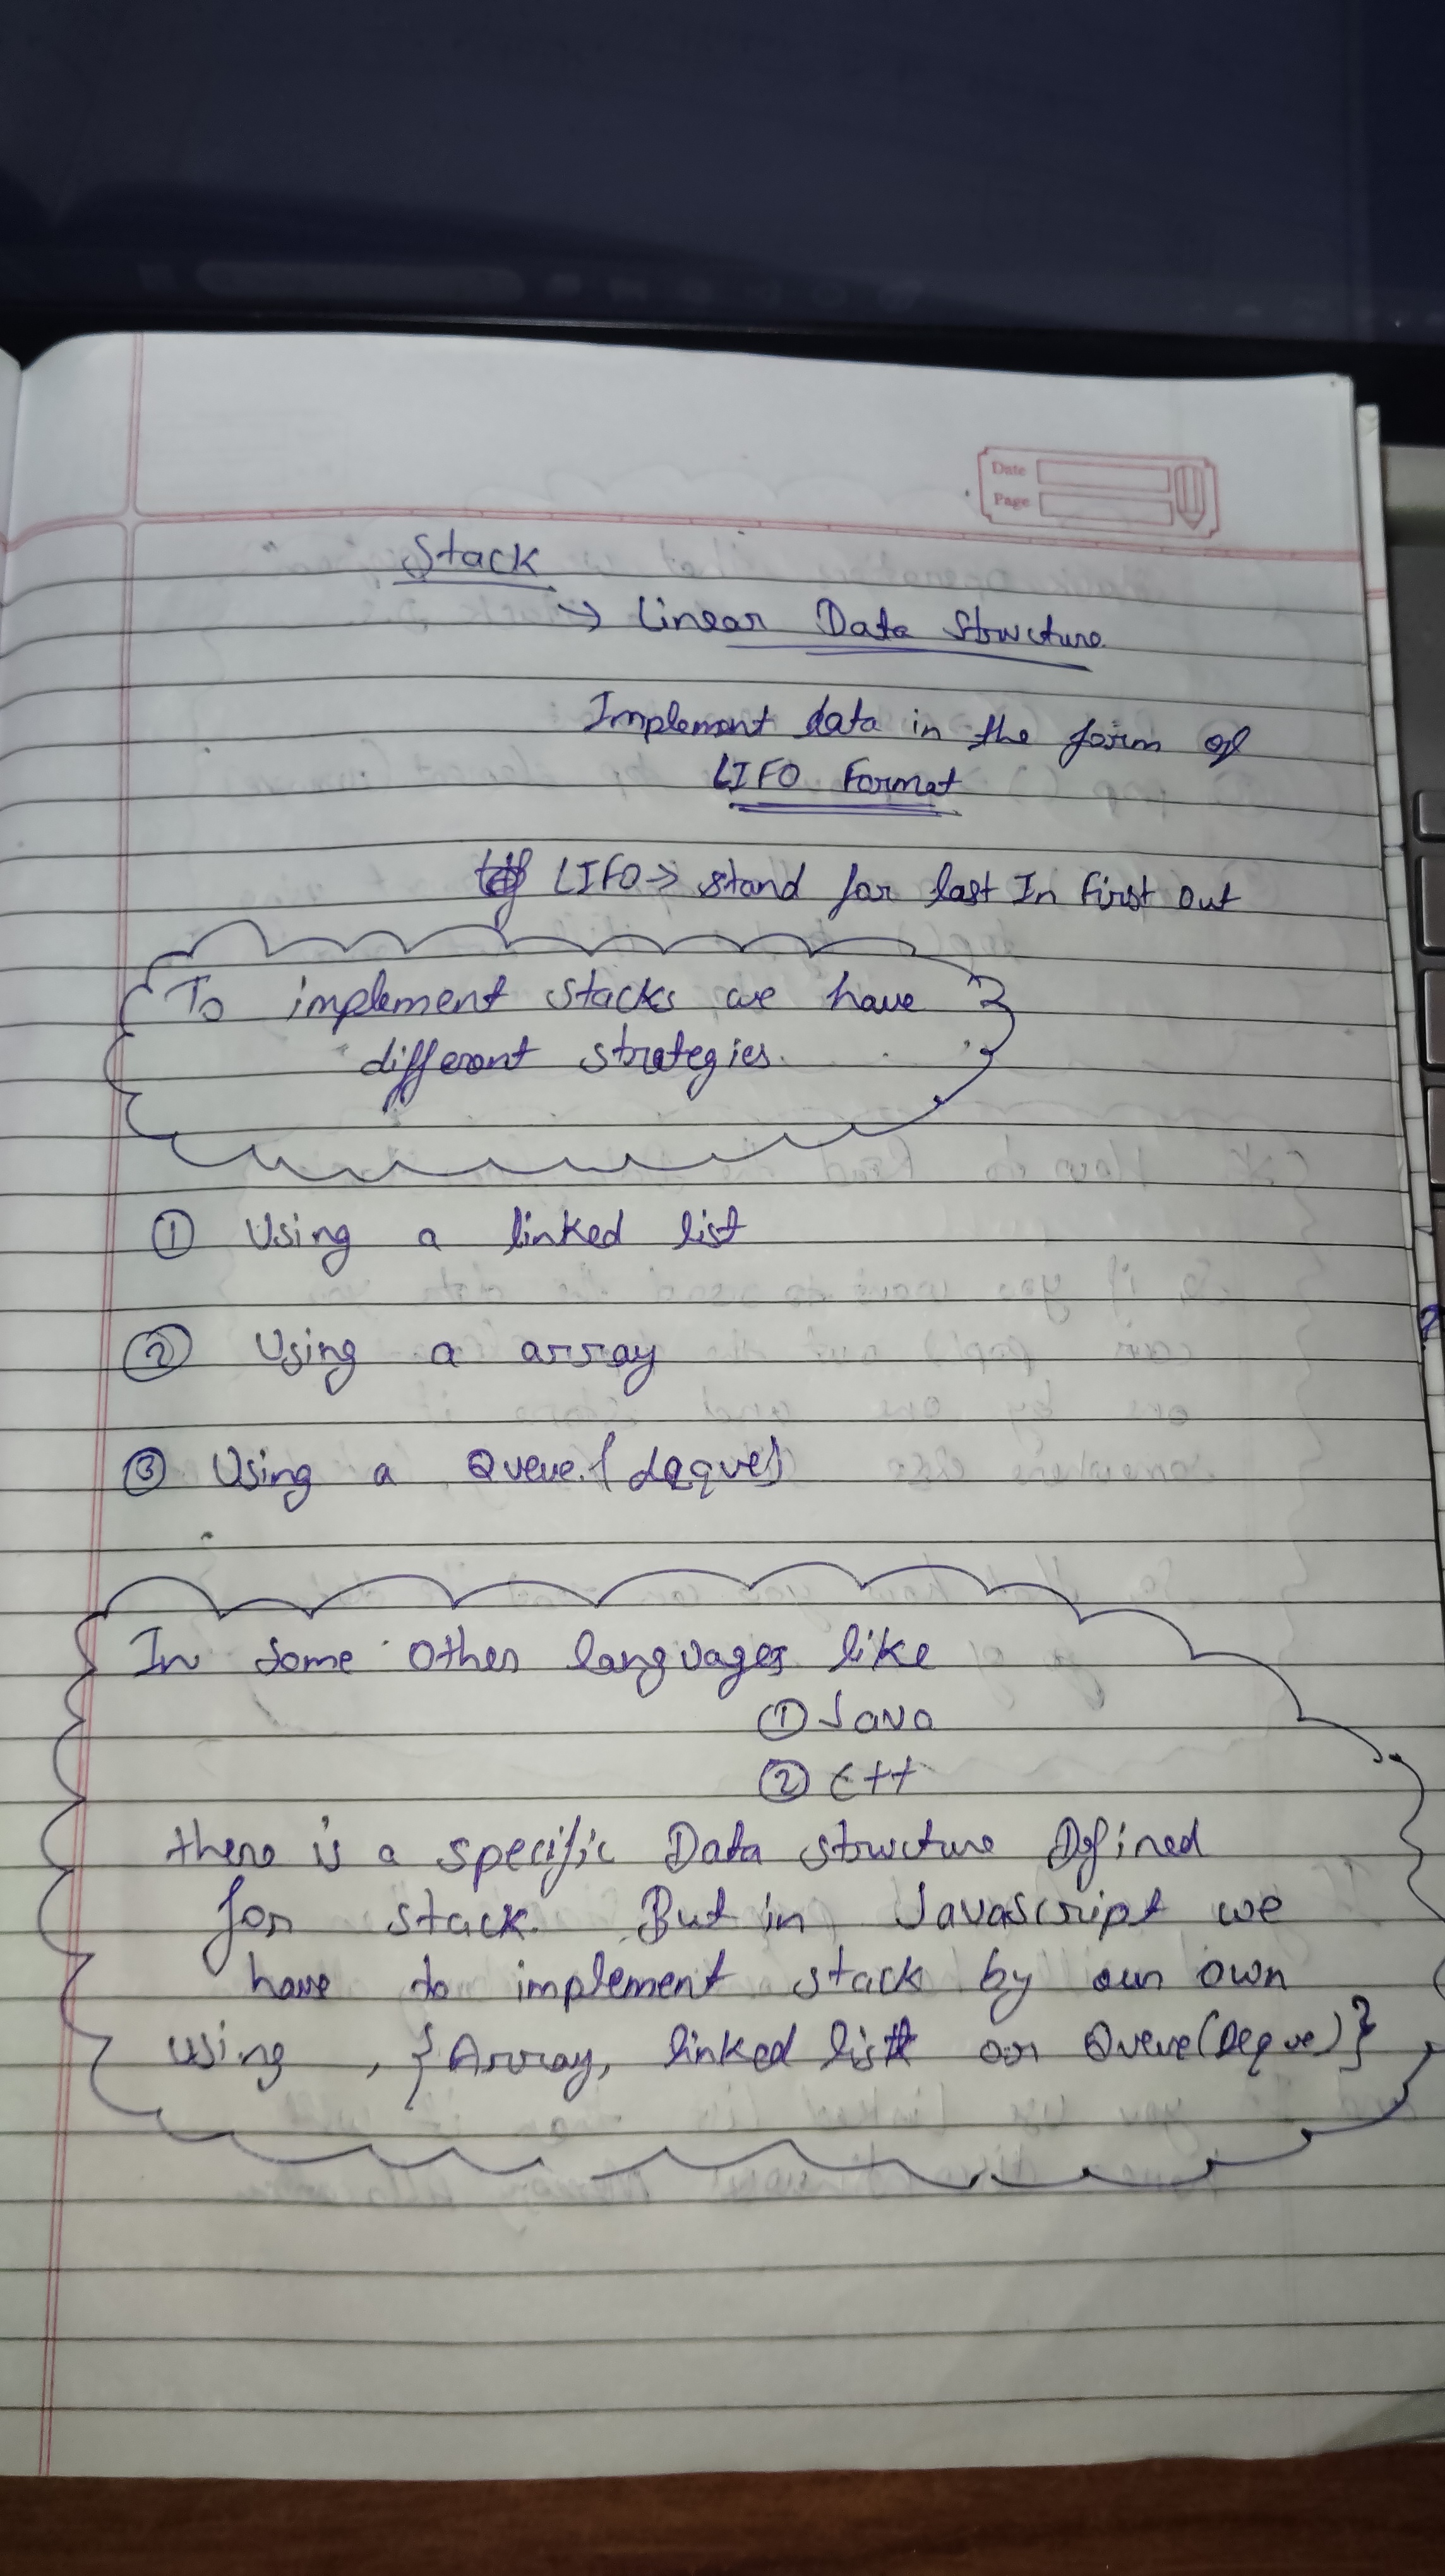 Date
Page
Stack
→ Linear Data Structure
Implement data in the form of
LIFO Format
LIFO → stand for last In First Out
To implement stacks we have
different strategies.
① Using a linked list
② Using a array
③ Using a Queue. (deque)
In some other languages like
① Java
② C++
there is a specific Data structure Defined
for stack. But in Javascript we
have to implement stack by our own
using , {Array, linked list or Queue(Deque)}